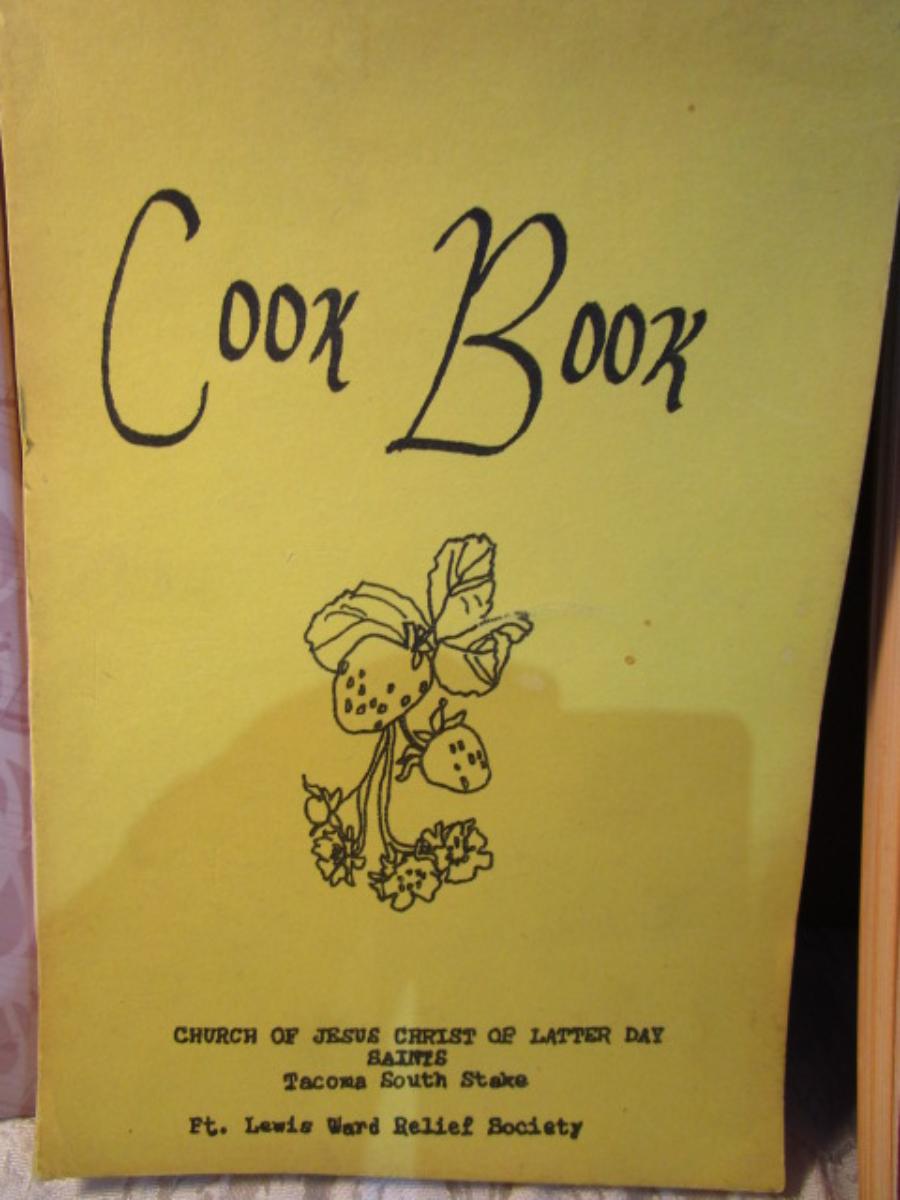 Cook Book
CHURCH OF JESUS CHRIST OF LATTER DAY
SAINTS
Tacoma South Stake
Ft. Lewis Ward Relief Society